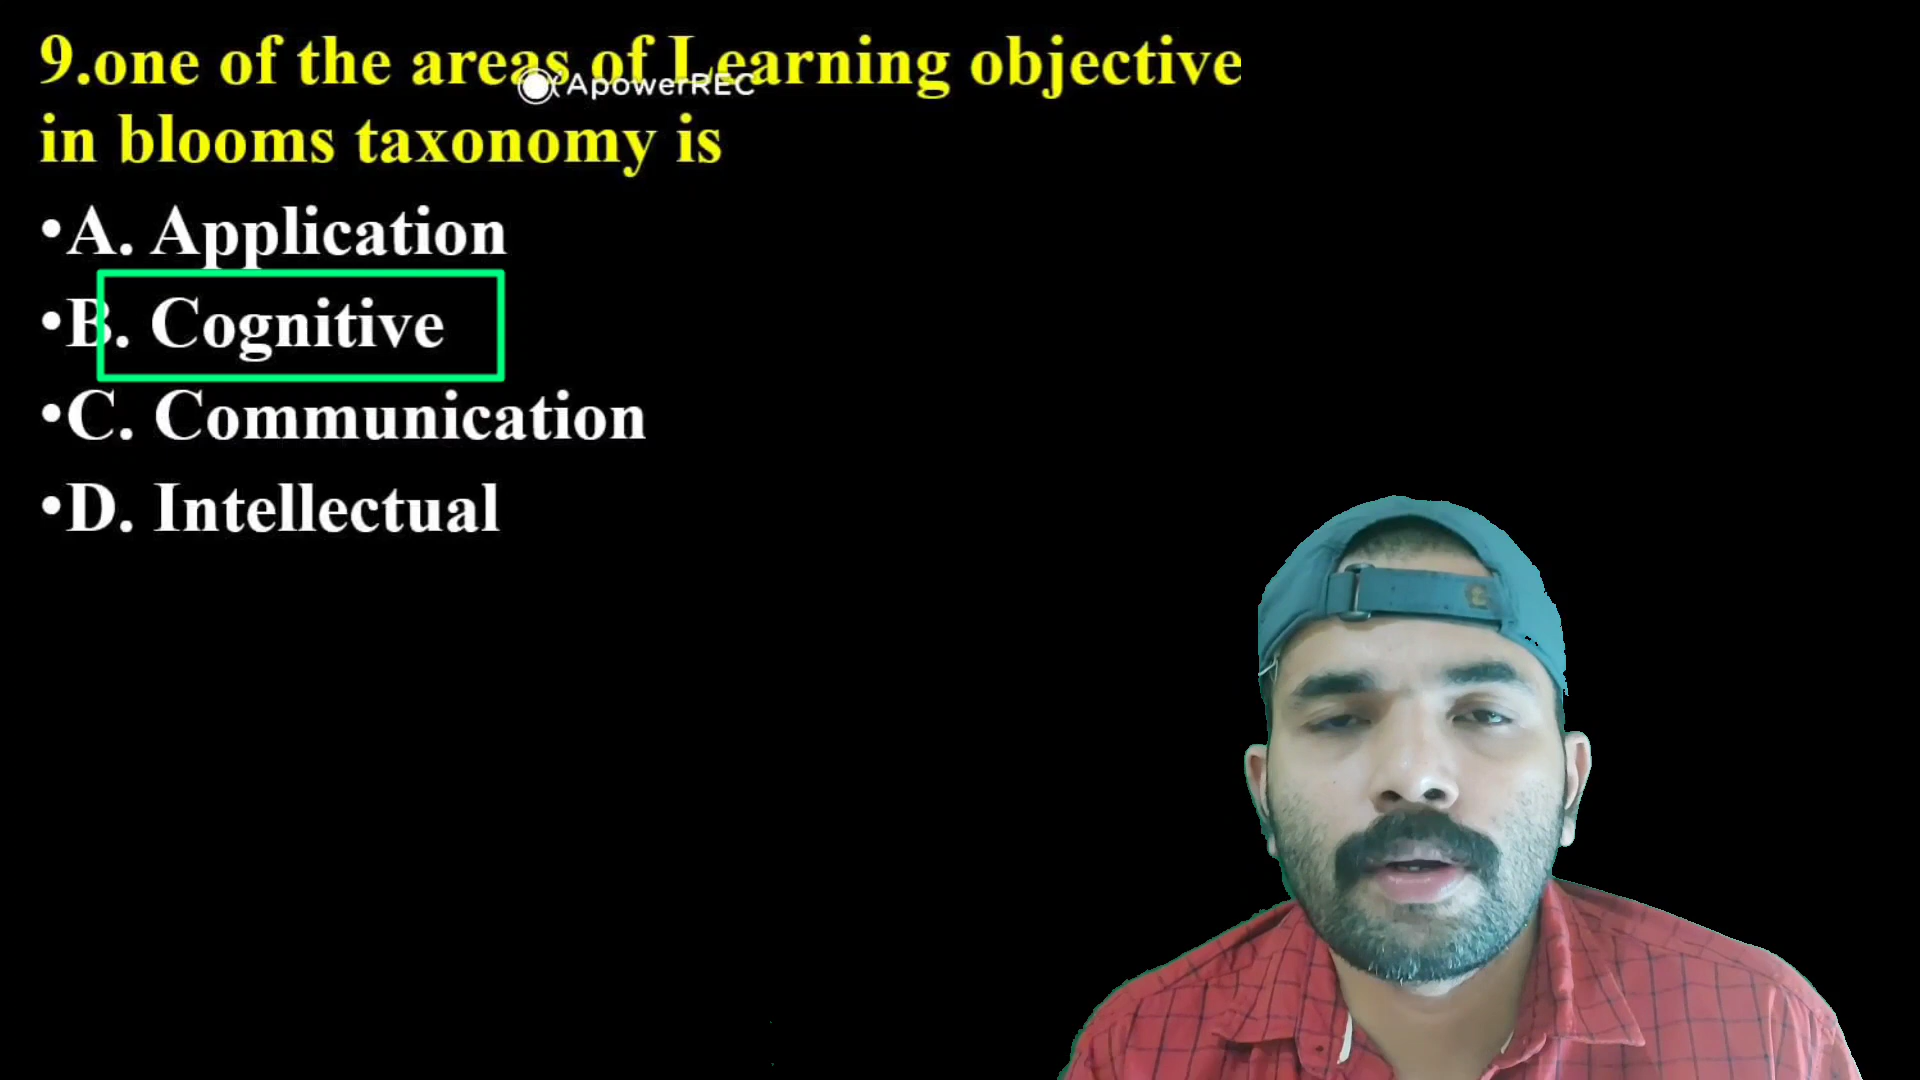 9.one of the areas of Learning objective
ApowerREC
in blooms taxonomy is
•A. Application
•B. Cognitive
•C. Communication
•D. Intellectual